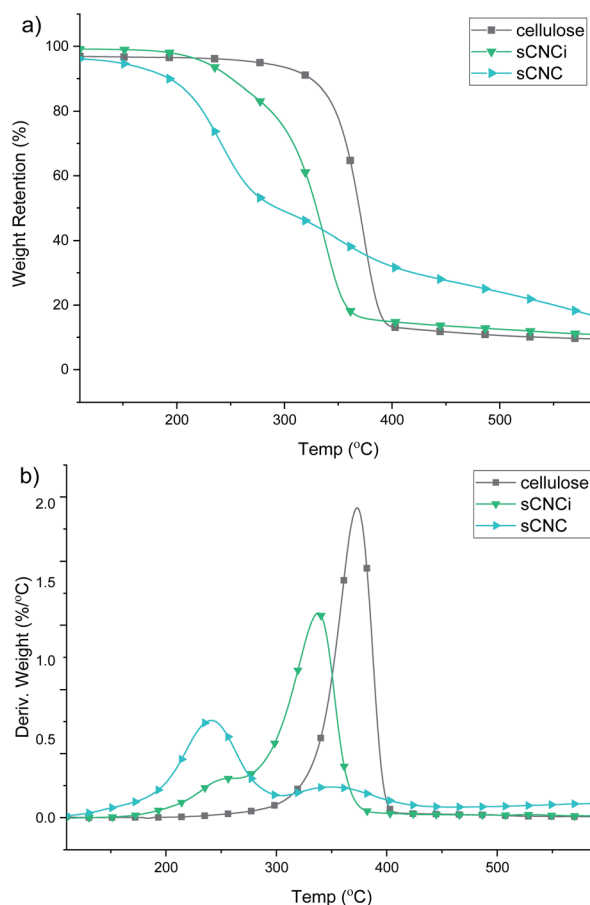 a)
cellulose
sCNCi
sCNC
100
80
60
40
20
0
Weight Retention (%)
200 300 400 500
Temp (°C)
b)
cellulose
sCNCi
sCNC
2.0
1.5
1.0
0.5
0.0
Deriv. Weight (%/°C)
200 300 400 500
Temp (°C)